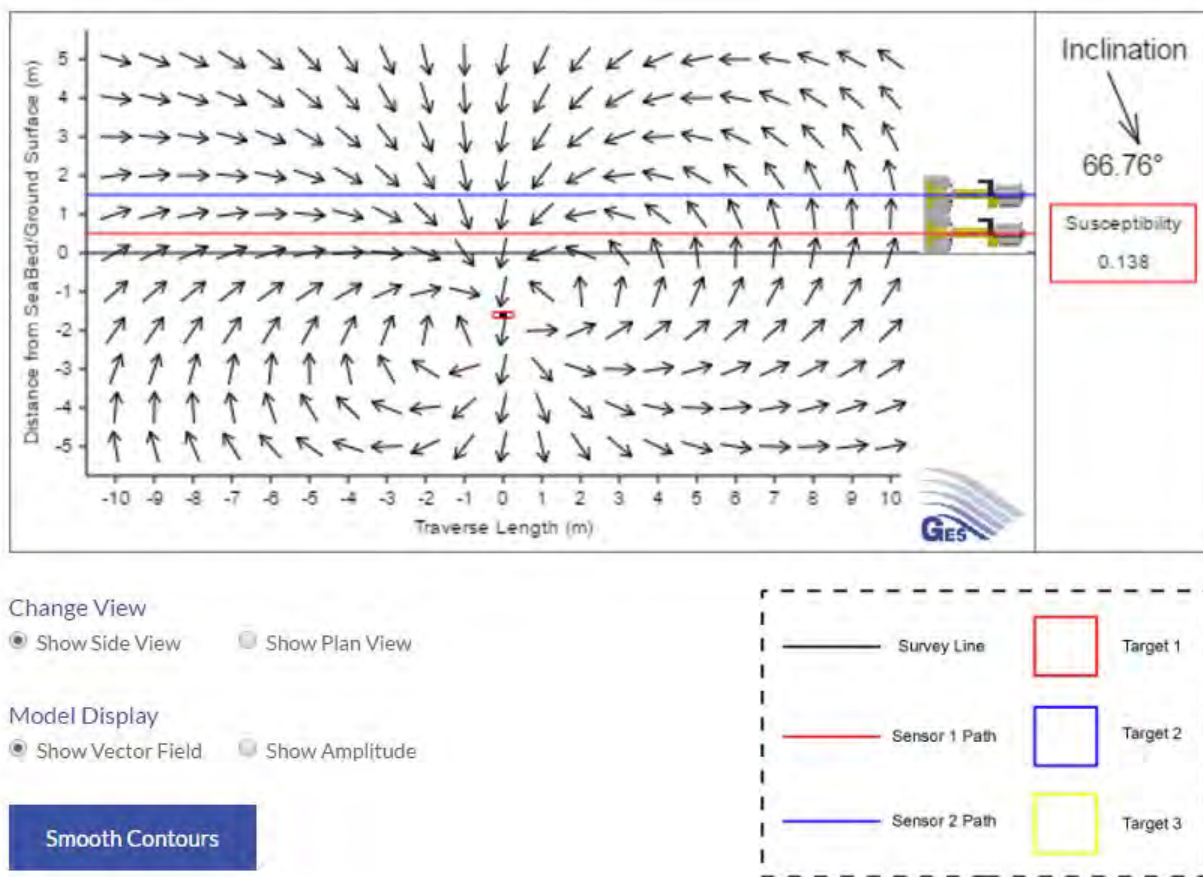 Distance from SeaBed/Ground Surface (m)
5
4
3
2
1
0
-1
-2
-3
-4
-5
-10 -9 -8 -7 -6 -5 -4 -3 -2 -1 0 1 2 3 4 5 6 7 8 9 10
Traverse Length (m)
GES
Inclination
66.76°
Susceptibility
0.138
Change View
Show Side View Show Plan View
Model Display
Show Vector Field Show Amplitude
Smooth Contours
Survey Line Target 1
Sensor 1 Path Target 2
Sensor 2 Path Target 3